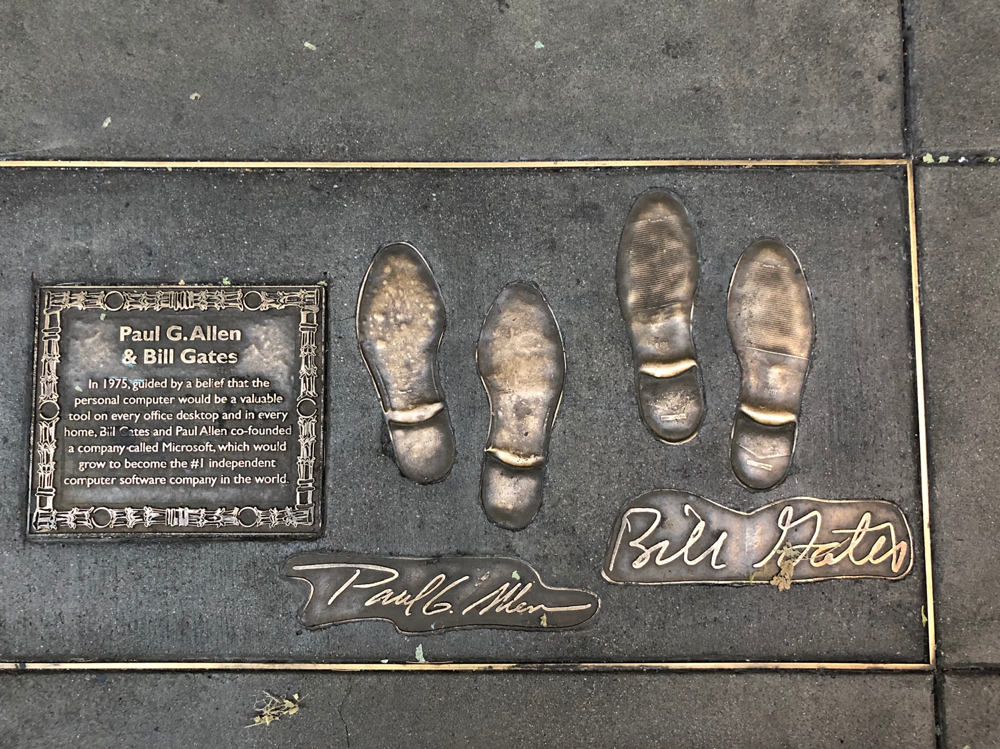 Paul G. Allen
& Bill Gates
In 1975, guided by a belief that the
personal computer would be a valuable
tool on every office desktop and in every
home, Bill Gates and Paul Allen co-founded
a company called Microsoft, which would
grow to become the #1 independent
computer software company in the world.
Paul G. Allen
Bill Gates